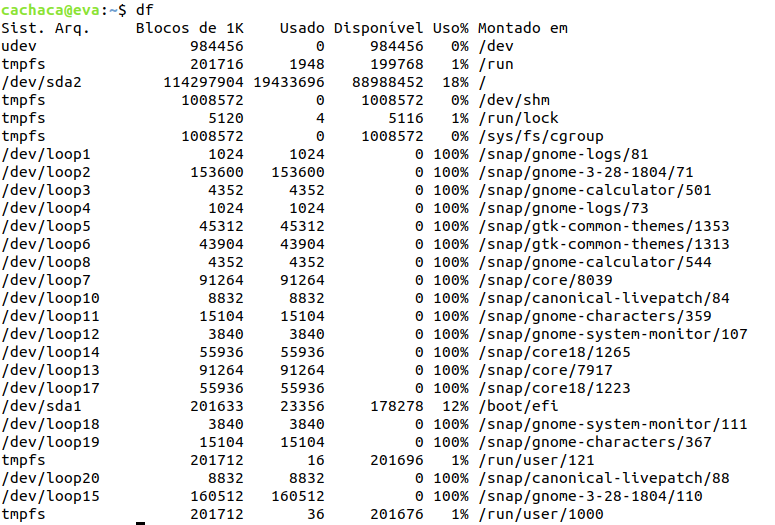 cachaca@eva:~$ df
Sist. Arq. Blocos de 1K Usado Disponível Uso% Montado em
udev 984456 0 984456 0% /dev
tmpfs 201716 1948 199768 1% /run
/dev/sda2 114297904 19433696 88988452 18% /
tmpfs 1008572 0 1008572 0% /dev/shm
tmpfs 5120 4 5116 1% /run/lock
tmpfs 1008572 0 1008572 0% /sys/fs/cgroup
/dev/loop1 1024 1024 0 100% /snap/gnome-logs/81
/dev/loop2 153600 153600 0 100% /snap/gnome-3-28-1804/71
/dev/loop3 4352 4352 0 100% /snap/gnome-calculator/501
/dev/loop4 1024 1024 0 100% /snap/gnome-logs/73
/dev/loop5 45312 45312 0 100% /snap/gtk-common-themes/1353
/dev/loop6 43904 43904 0 100% /snap/gtk-common-themes/1313
/dev/loop8 4352 4352 0 100% /snap/gnome-calculator/544
/dev/loop7 91264 91264 0 100% /snap/core/8039
/dev/loop10 8832 8832 0 100% /snap/canonical-livepatch/84
/dev/loop11 15104 15104 0 100% /snap/gnome-characters/359
/dev/loop12 3840 3840 0 100% /snap/gnome-system-monitor/107
/dev/loop14 55936 55936 0 100% /snap/core18/1265
/dev/loop13 91264 91264 0 100% /snap/core/7917
/dev/loop17 55936 55936 0 100% /snap/core18/1223
/dev/sda1 201633 23356 178278 12% /boot/efi
/dev/loop18 3840 3840 0 100% /snap/gnome-system-monitor/111
/dev/loop19 15104 15104 0 100% /snap/gnome-characters/367
tmpfs 201712 16 201696 1% /run/user/121
/dev/loop20 8832 8832 0 100% /snap/canonical-livepatch/88
/dev/loop15 160512 160512 0 100% /snap/gnome-3-28-1804/110
tmpfs 201712 36 201676 1% /run/user/1000